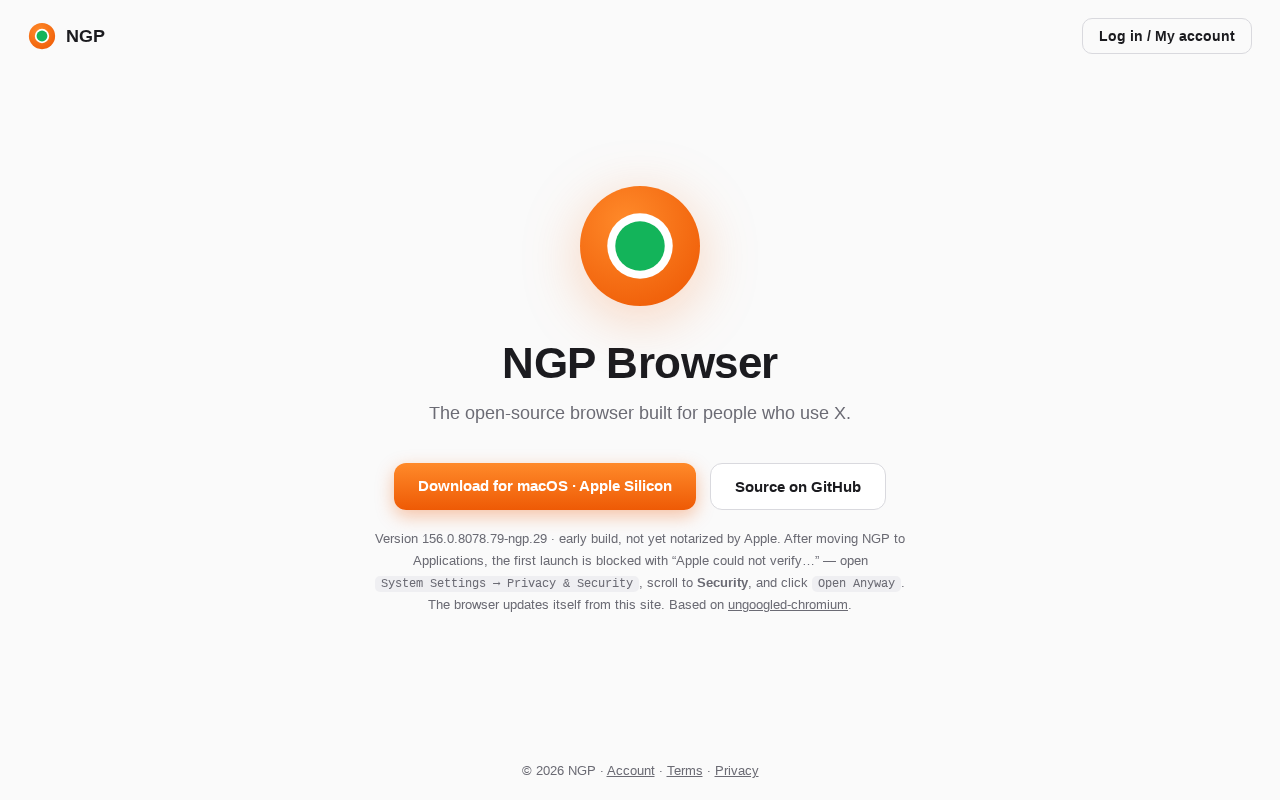 NGP
Log in / My account
NGP Browser
The open-source browser built for people who use X.
Download for macOS · Apple Silicon
Source on GitHub
Version 156.0.8078.79-ngp.29 · early build, not yet notarized by Apple. After moving NGP to
Applications, the first launch is blocked with “Apple could not verify…” — open
System Settings → Privacy & Security, scroll to Security, and click Open Anyway.
The browser updates itself from this site. Based on ungoogled-chromium.
© 2026 NGP · Account · Terms · Privacy